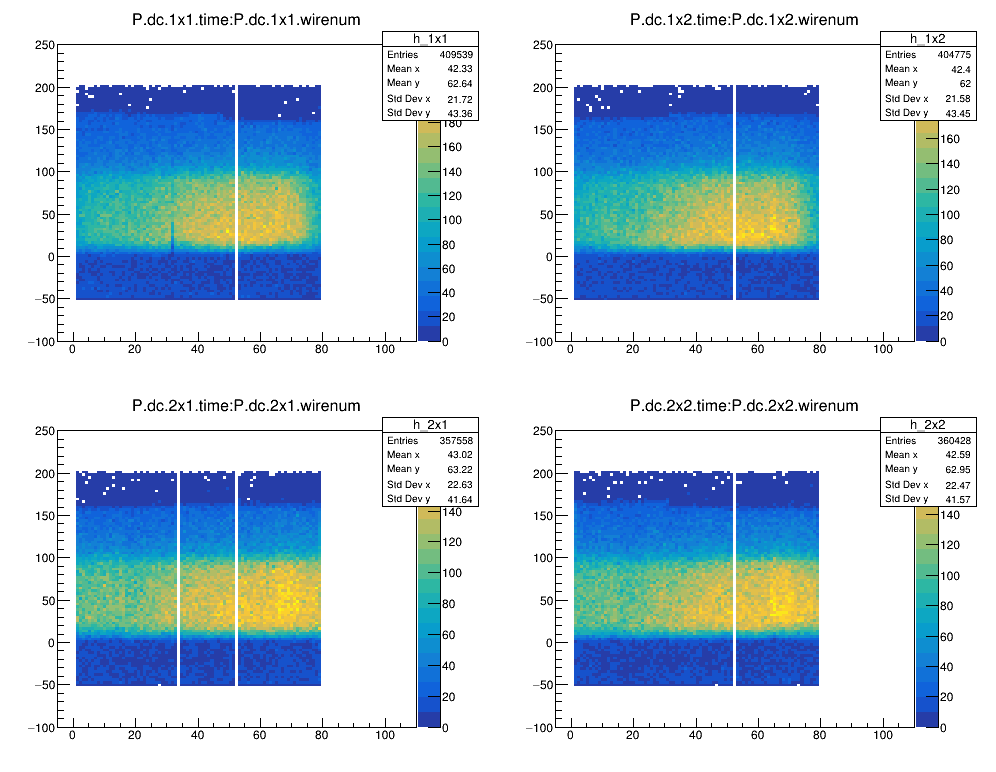 P.dc.1x1.time:P.dc.1x1.wirenum
h_1x1
Entries 409539
Mean x 42.33
Mean y 62.64
Std Dev x 21.72
Std Dev y 43.36
250
200
150
100
50
0
−50
−100
0 20 40 60 80 100
180
160
140
120
100
80
60
40
20
0
P.dc.1x2.time:P.dc.1x2.wirenum
h_1x2
Entries 404775
Mean x 42.4
Mean y 62
Std Dev x 21.58
Std Dev y 43.45
250
200
150
100
50
0
−50
−100
0 20 40 60 80 100
160
140
120
100
80
60
40
20
0
P.dc.2x1.time:P.dc.2x1.wirenum
h_2x1
Entries 357558
Mean x 43.02
Mean y 63.22
Std Dev x 22.63
Std Dev y 41.64
250
200
150
100
50
0
−50
−100
0 20 40 60 80 100
140
120
100
80
60
40
20
0
P.dc.2x2.time:P.dc.2x2.wirenum
h_2x2
Entries 360428
Mean x 42.59
Mean y 62.95
Std Dev x 22.47
Std Dev y 41.57
250
200
150
100
50
0
−50
−100
0 20 40 60 80 100
140
120
100
80
60
40
20
0